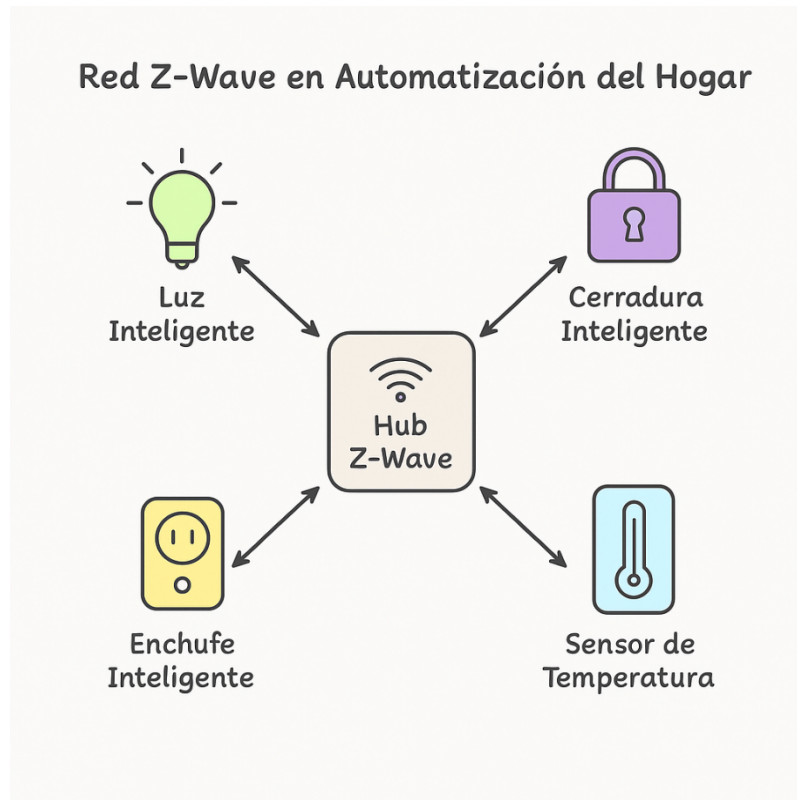 Red Z-Wave en Automatización del Hogar
Luz
Inteligente
Cerradura
Inteligente
Hub
Z-Wave
Enchufe
Inteligente
Sensor de
Temperatura